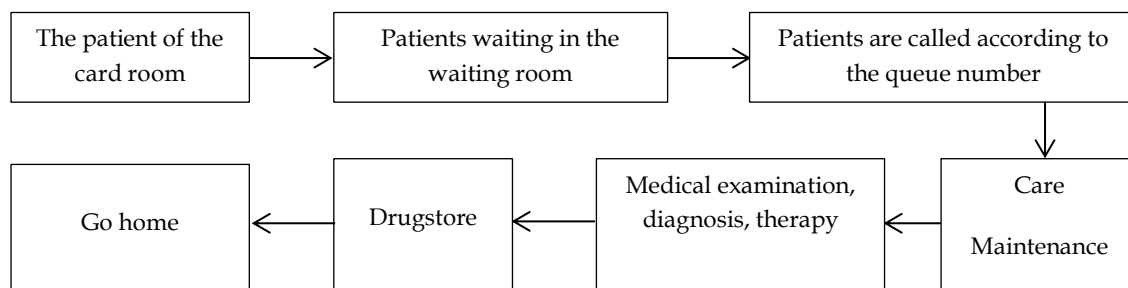 The patient of the
card room
Patients waiting in the
waiting room
Patients are called according to
the queue number
Care
Maintenance
Medical examination,
diagnosis, therapy
Drugstore
Go home